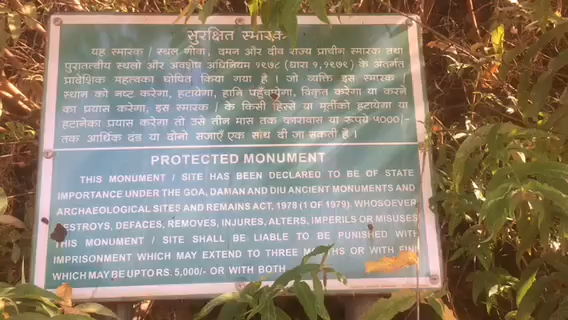 सुरक्षित स्मारक
यह स्मारक / स्थल गोवा, दमन और दीव राज्य प्राचीन स्मारक तथा
पुरातत्वीय स्थलों और अवशेष अधिनियम १९७८ (धारा १,१९७९) के अंतर्गत
प्रादेशिक महत्वका घोषित किया गया है । जो व्यक्ति इस स्मारक
स्थान को नष्ट करेगा, हटायेगा, हानि पहुँचायेगा, विकृत करेगा या करने
का प्रयास करेगा, इस स्मारक / के किसी हिस्से या मूर्तीको हटायेगा या
हटानेका प्रयास करेगा तो उसे तीन मास तक कारावास या रूपये ५,०००/-
तक आर्थिक दंड या दोनों सजाएँ एक साथ दी जा सकती है ।
PROTECTED MONUMENT
THIS MONUMENT / SITE HAS BEEN DECLARED TO BE OF STATE
IMPORTANCE UNDER THE GOA, DAMAN AND DIU ANCIENT MONUMENTS AND
ARCHAEOLOGICAL SITES AND REMAINS ACT, 1978 (1 OF 1979). WHOSOEVER
DESTROYS, DEFACES, REMOVES, INJURES, ALTERS, IMPERILS OR MISUSES
THIS MONUMENT / SITE SHALL BE LIABLE TO BE PUNISHED WITH
IMPRISONMENT WHICH MAY EXTEND TO THREE MONTHS OR WITH FINE
WHICH MAY BE UPTO RS. 5,000/- OR WITH BOTH